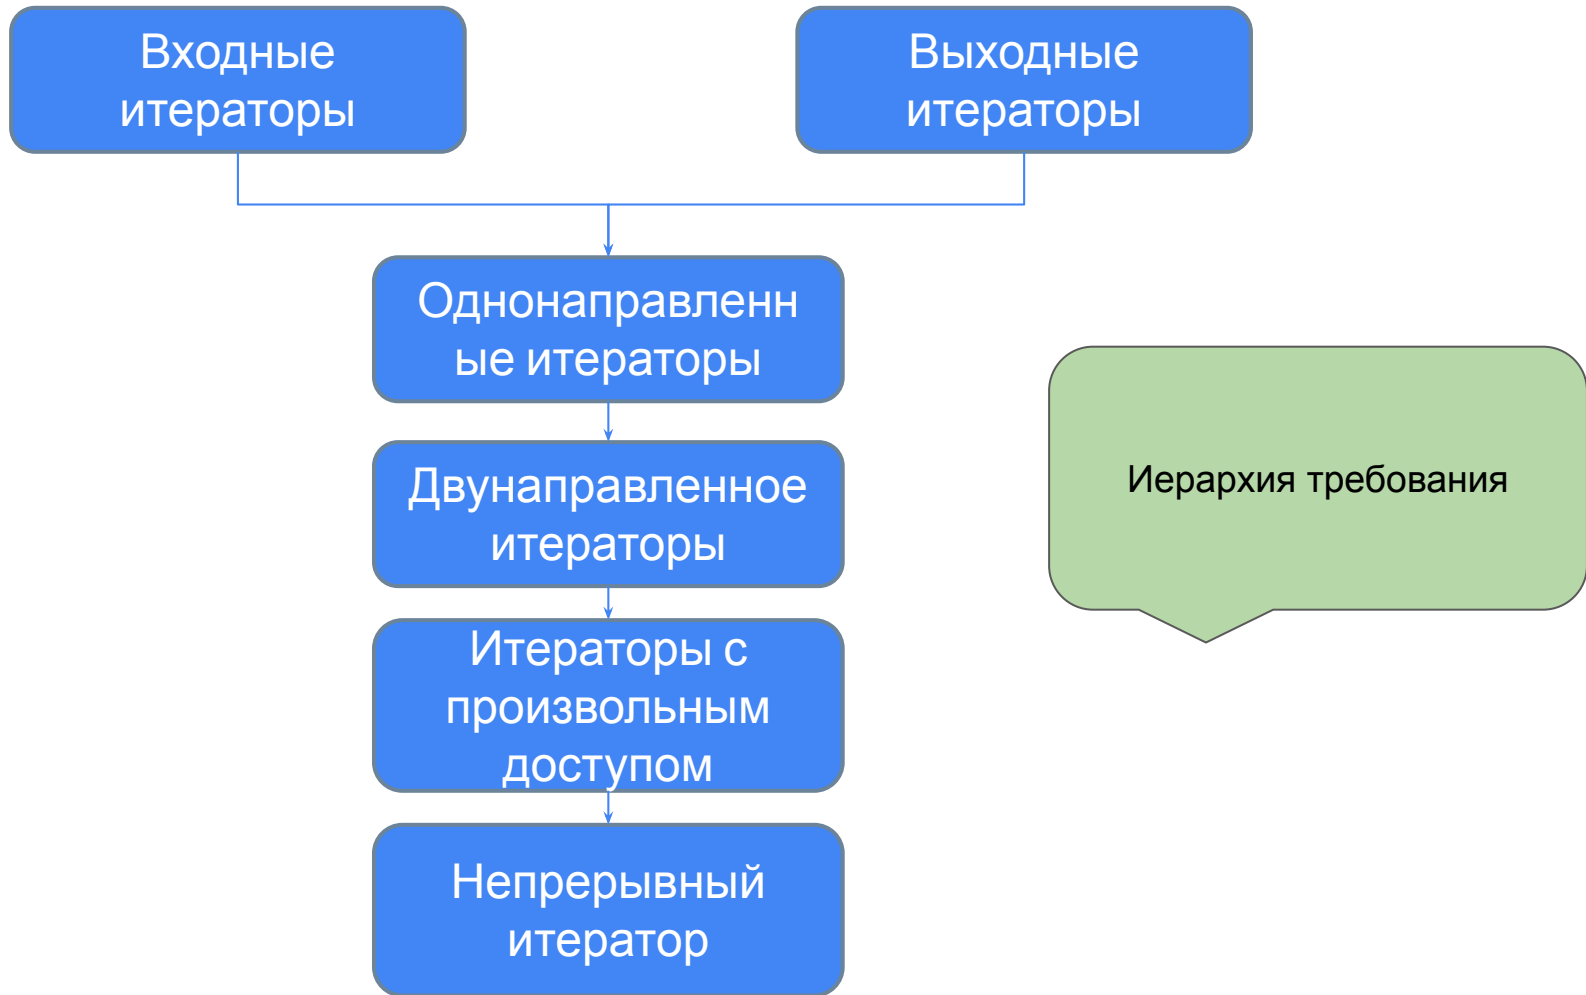 Входные
итераторы
Выходные
итераторы
Однонаправленн
ые итераторы
Двунаправленное
итераторы
Иерархия требования
Итераторы с
произвольным
доступом
Непрерывный
итератор